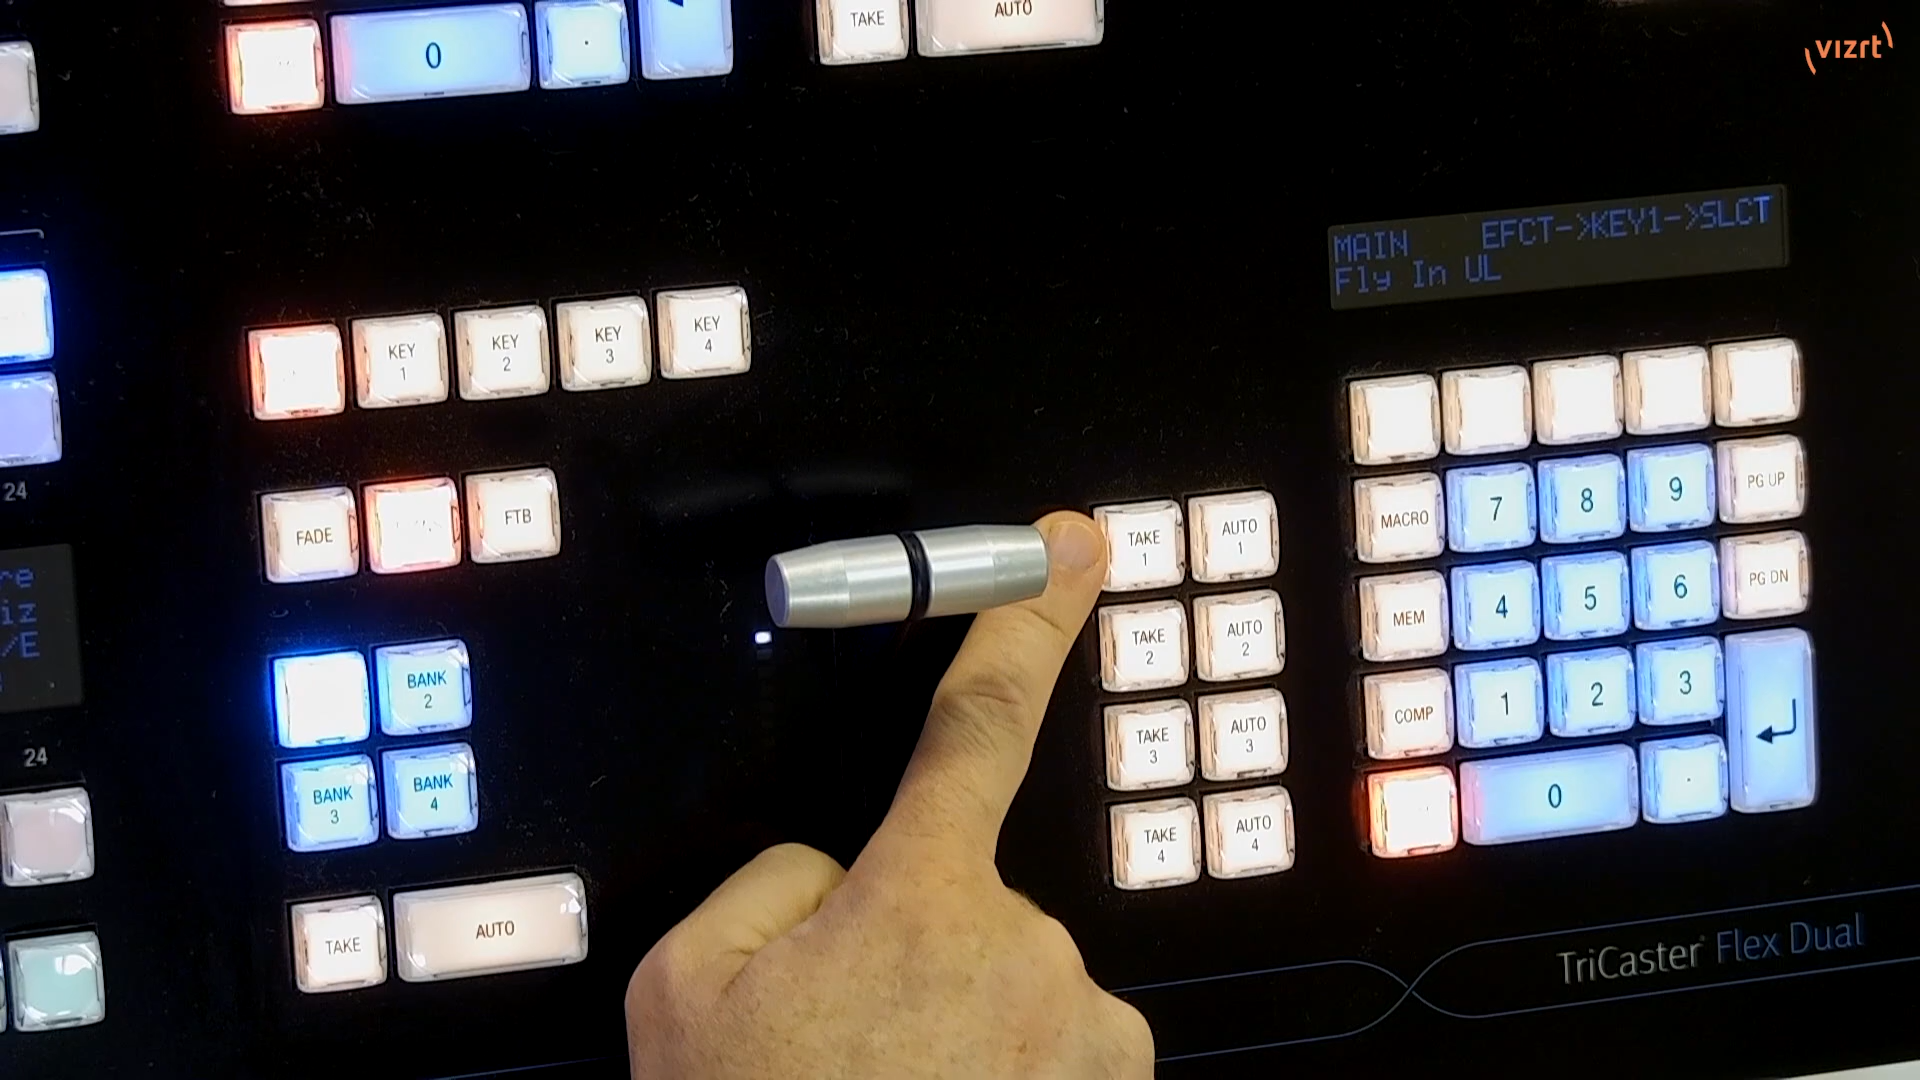 0
.
TAKE
AUTO
vizrt
MAIN EFCT->KEY1->SLCT
Fly In UL
KEY 1
KEY 2
KEY 3
KEY 4
24
FADE
FTB
re
iz
/E
BANK 2
BANK 3
BANK 4
24
TAKE
AUTO
TAKE 1
AUTO 1
TAKE 2
AUTO 2
TAKE 3
AUTO 3
TAKE 4
AUTO 4
MACRO
7
8
9
PG UP
MEM
4
5
6
PG DN
COMP
1
2
3
0
.
TriCaster Flex Dual